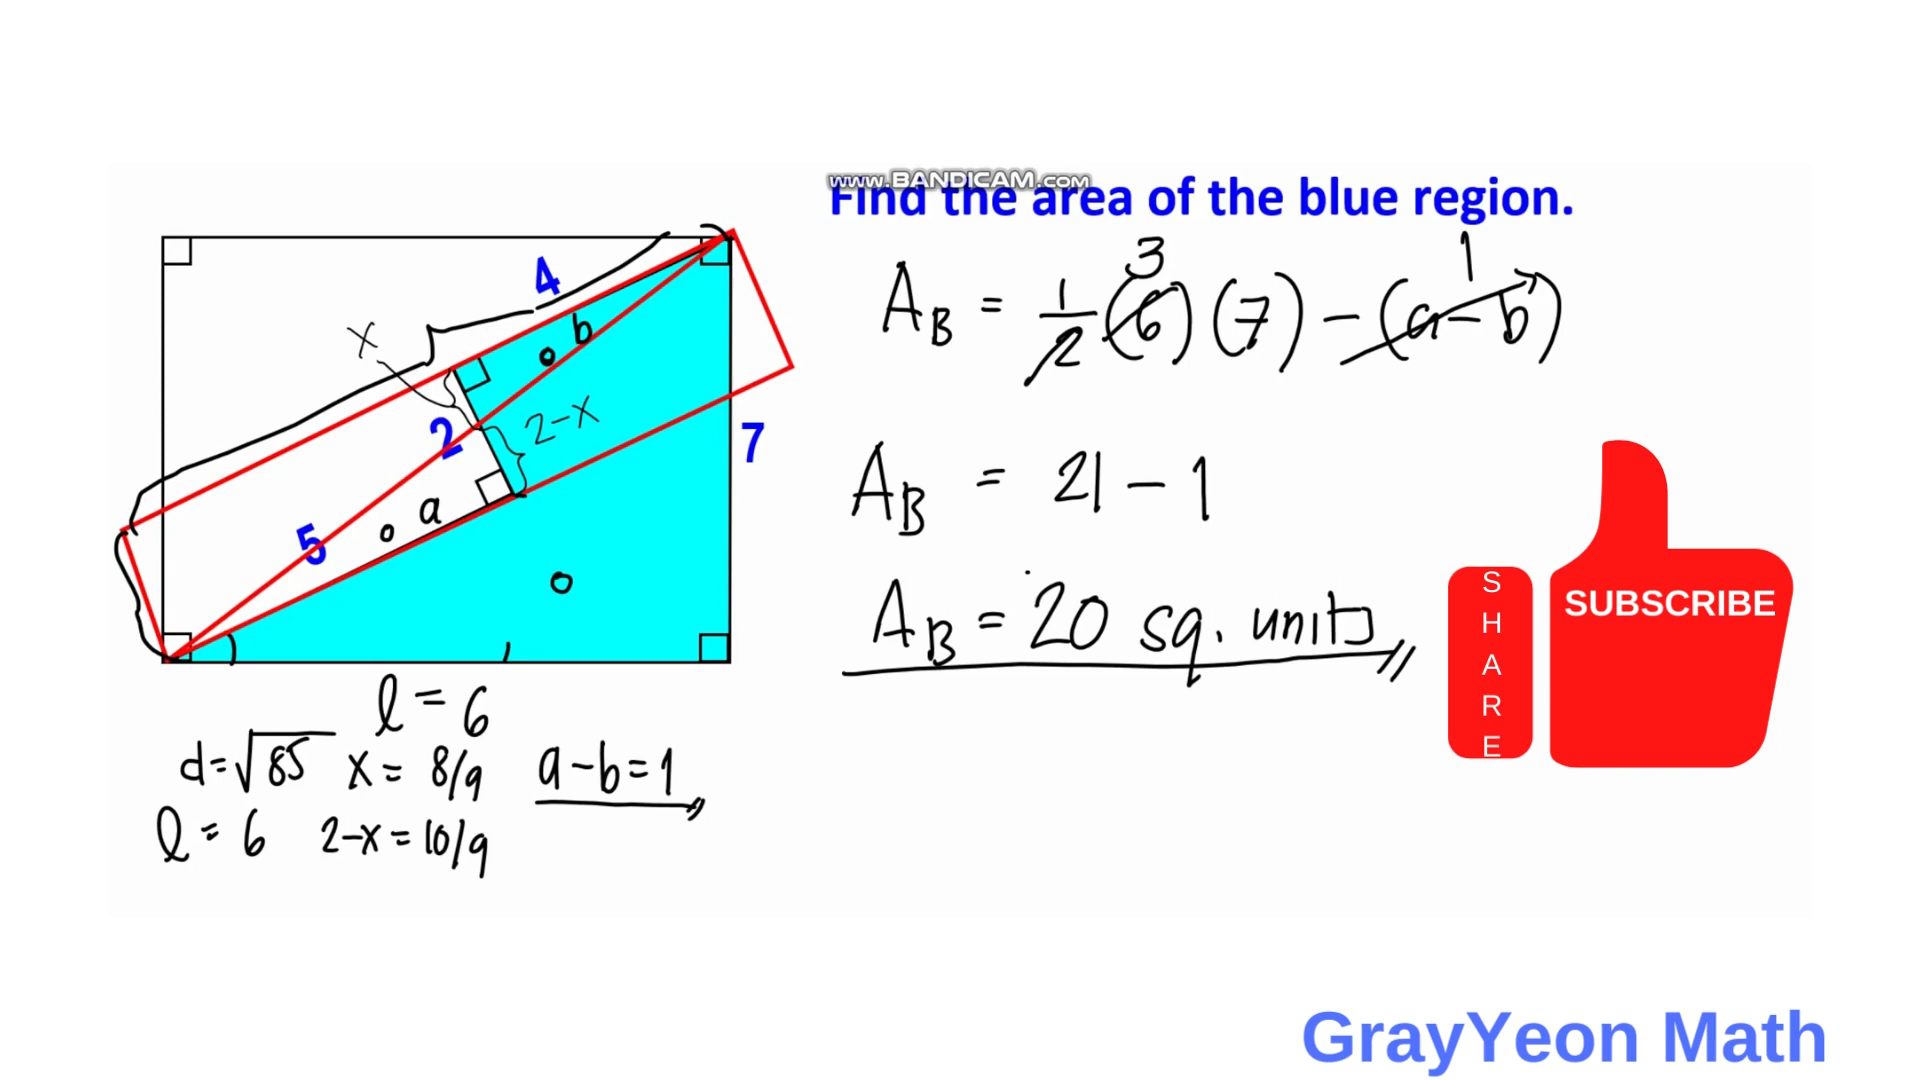 www.BANDICAM.com
Find the area of the blue region.
4
x
b
2
2-x
7
a
5
l = 6
d=√85 x = 8/9 a-b=1
l = 6 2-x = 10/9
A_B = 1/2 (6)(7) - (a-b)
3
1
A_B = 21 - 1
A_B = 20 sq. units
SHARE
SUBSCRIBE
GrayYeon Math